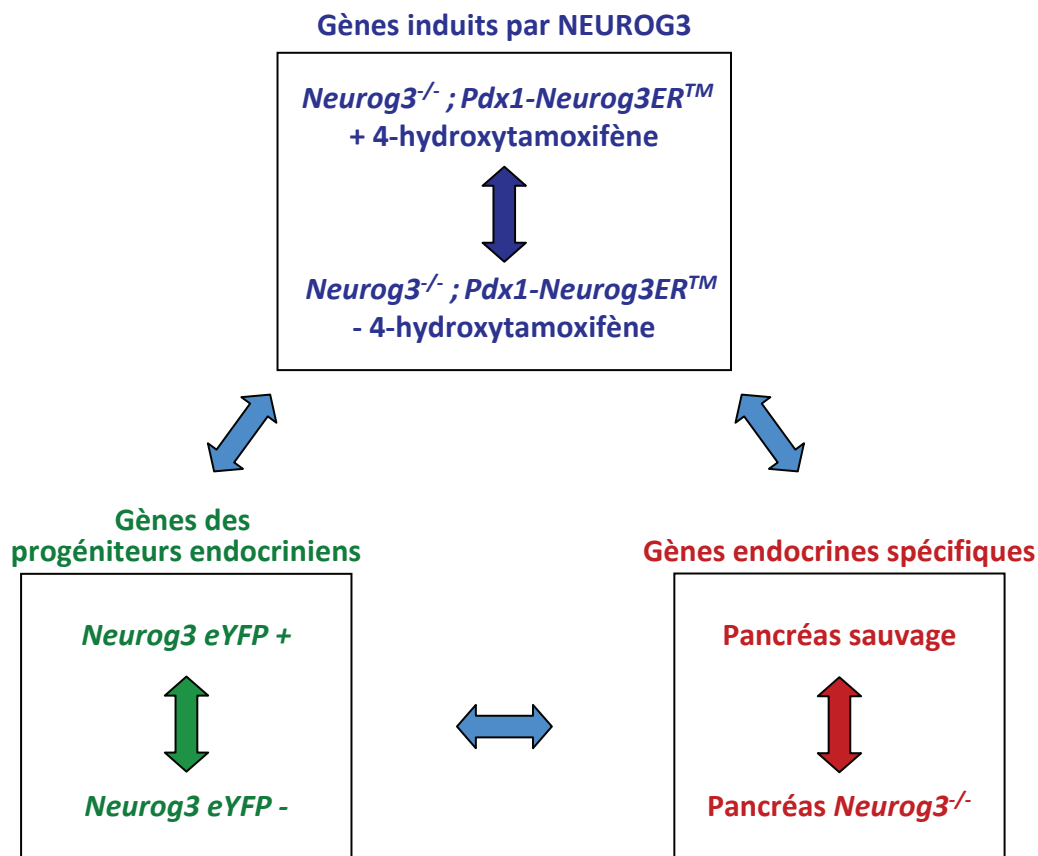 Gènes induits par NEUROG3
Neurog3-/- ; Pdx1-Neurog3ERTM
+ 4-hydroxytamoxifène
Neurog3-/- ; Pdx1-Neurog3ERTM
- 4-hydroxytamoxifène
Gènes des
progéniteurs endocriniens
Neurog3 eYFP +
Neurog3 eYFP -
Gènes endocrines spécifiques
Pancréas sauvage
Pancréas Neurog3-/-